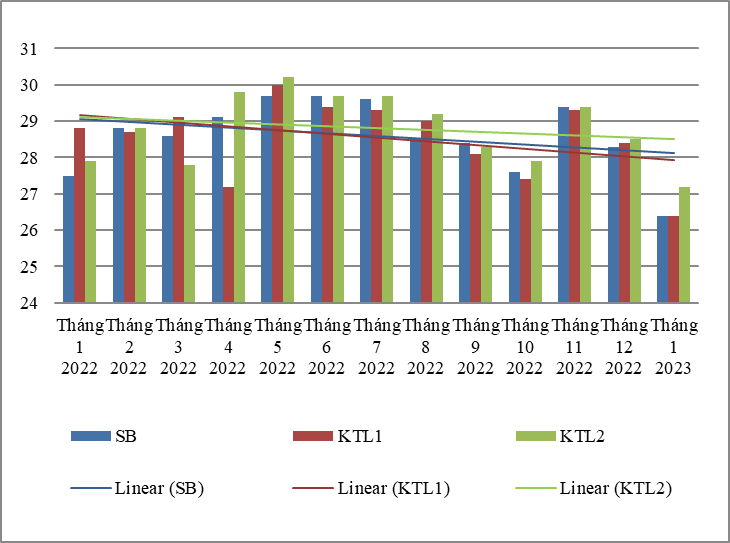 31
30
29
28
27
26
25
24
Tháng Tháng Tháng Tháng Tháng Tháng Tháng Tháng Tháng Tháng Tháng Tháng Tháng
1 2 3 4 5 6 7 8 9 10 11 12 1
2022 2022 2022 2022 2022 2022 2022 2022 2022 2022 2022 2022 2023
SB KTL1 KTL2
Linear (SB) Linear (KTL1) Linear (KTL2)